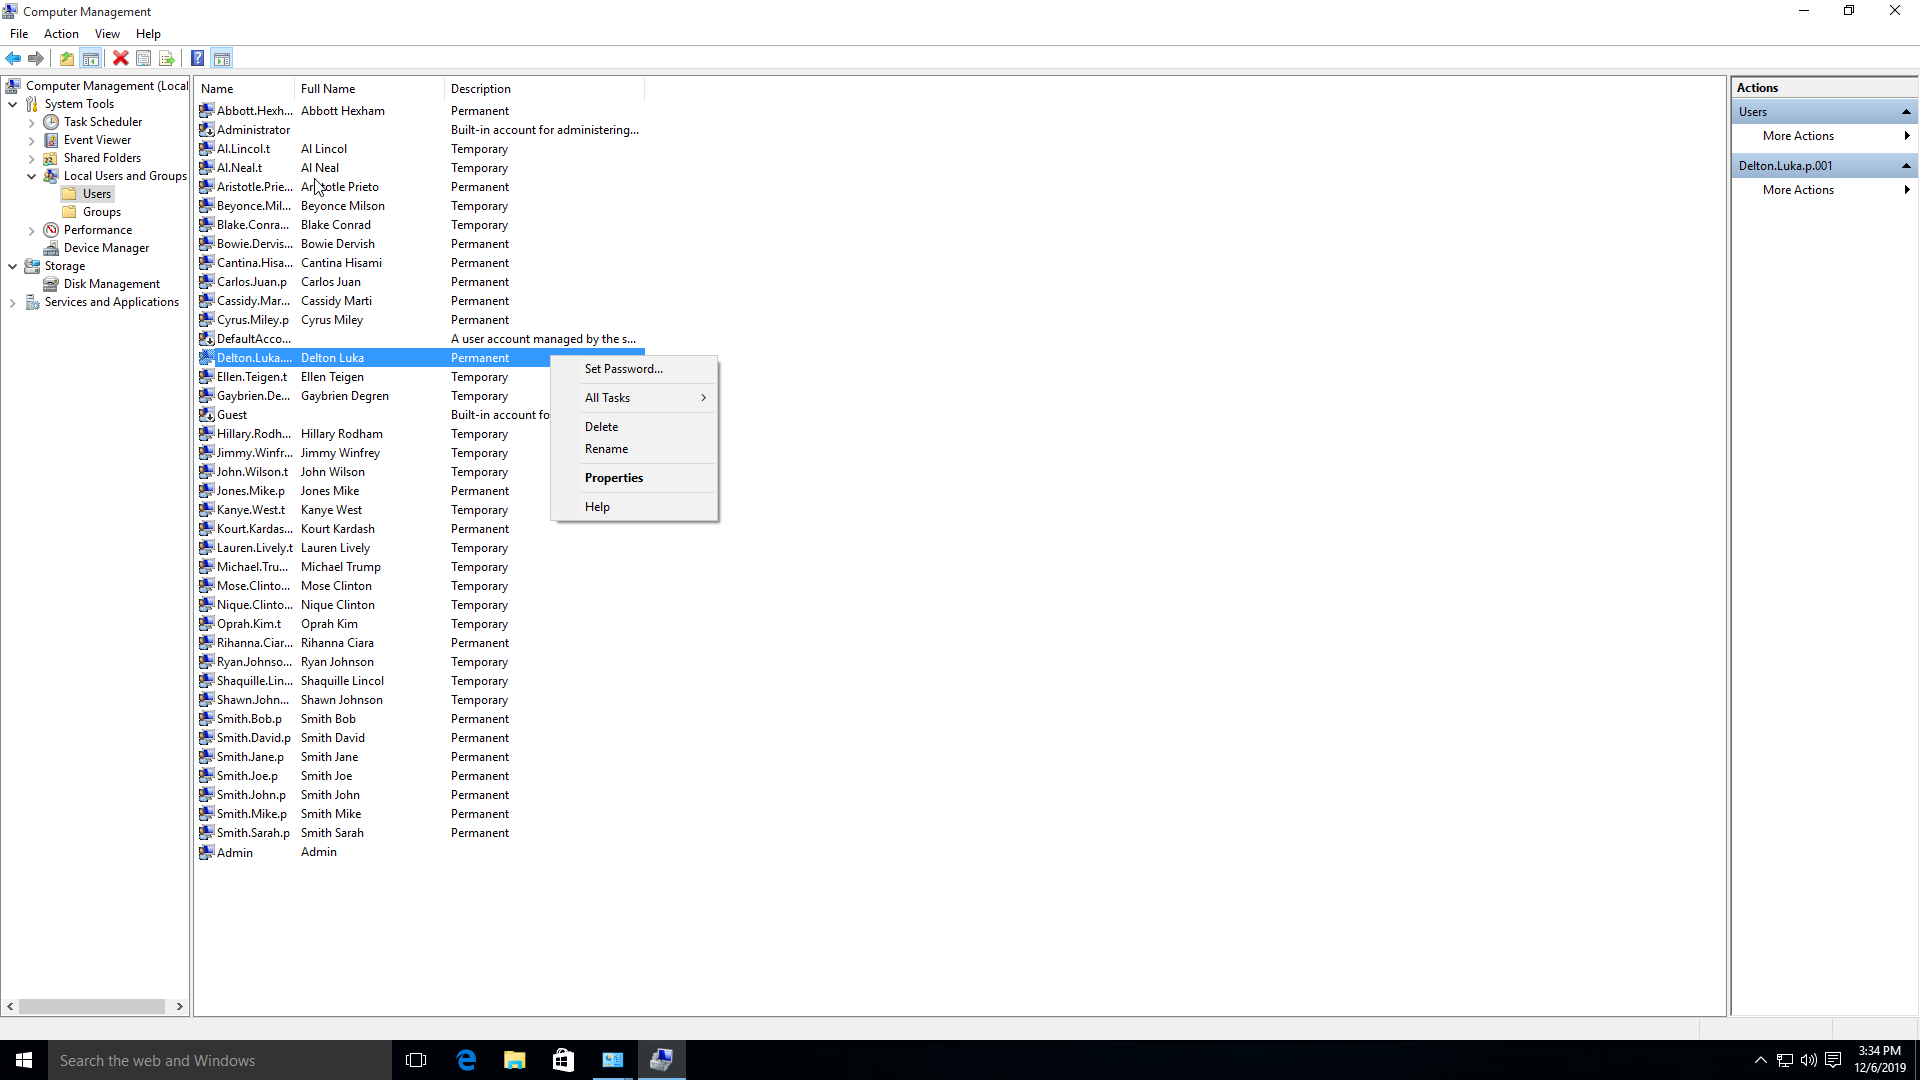 Computer Management
File Action View Help
Computer Management (Local
System Tools
Task Scheduler
Event Viewer
Shared Folders
Local Users and Groups
Users
Groups
Performance
Device Manager
Storage
Disk Management
Services and Applications
Name Full Name Description
Abbott.Hexh... Abbott Hexham Permanent
Administrator Built-in account for administering...
Al.Lincol.t Al Lincol Temporary
Al.Neal.t Al Neal Temporary
Aristotle.Prie... Aristotle Prieto Permanent
Beyonce.Mil... Beyonce Milson Temporary
Blake.Conra... Blake Conrad Temporary
Bowie.Dervis... Bowie Dervish Permanent
Cantina.Hisa... Cantina Hisami Permanent
Carlos.Juan.p Carlos Juan Permanent
Cassidy.Mar... Cassidy Marti Permanent
Cyrus.Miley.p Cyrus Miley Permanent
DefaultAcco... A user account managed by the s...
Delton.Luka.... Delton Luka Permanent
Ellen.Teigen.t Ellen Teigen Temporary
Gaybrien.De... Gaybrien Degren Temporary
Guest Built-in account fo
Hillary.Rodh... Hillary Rodham Temporary
Jimmy.Winfr... Jimmy Winfrey Temporary
John.Wilson.t John Wilson Temporary
Jones.Mike.p Jones Mike Permanent
Kanye.West.t Kanye West Temporary
Kourt.Kardas... Kourt Kardash Permanent
Lauren.Lively.t Lauren Lively Temporary
Michael.Tru... Michael Trump Temporary
Mose.Clinto... Mose Clinton Temporary
Nique.Clinto... Nique Clinton Temporary
Oprah.Kim.t Oprah Kim Temporary
Rihanna.Ciar... Rihanna Ciara Permanent
Ryan.Johnso... Ryan Johnson Temporary
Shaquille.Lin... Shaquille Lincol Temporary
Shawn.John... Shawn Johnson Temporary
Smith.Bob.p Smith Bob Permanent
Smith.David.p Smith David Permanent
Smith.Jane.p Smith Jane Permanent
Smith.Joe.p Smith Joe Permanent
Smith.John.p Smith John Permanent
Smith.Mike.p Smith Mike Permanent
Smith.Sarah.p Smith Sarah Permanent
Admin Admin
Set Password...
All Tasks
Delete
Rename
Properties
Help
Actions
Users
More Actions
Delton.Luka.p.001
More Actions
Search the web and Windows
3:34 PM
12/6/2019